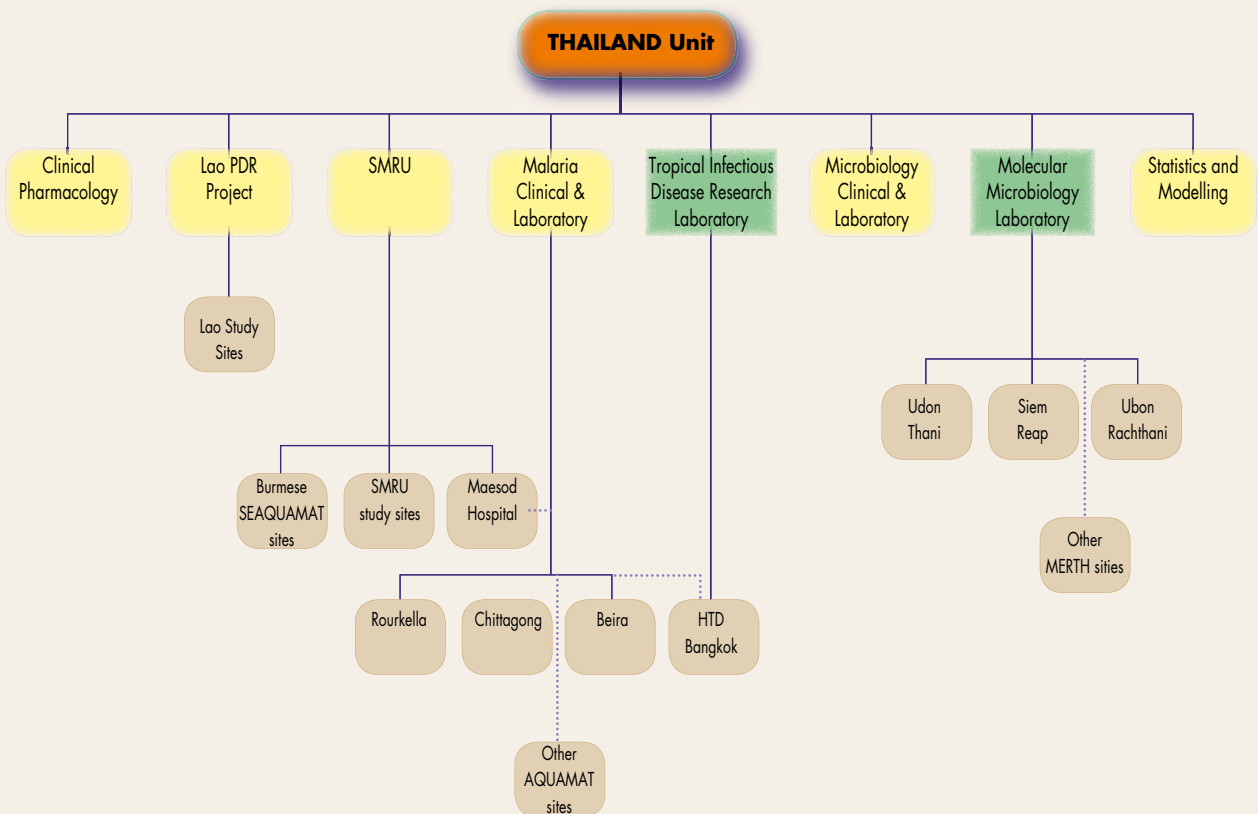 THAILAND Unit
Clinical
Pharmacology
Lao PDR
Project
SMRU
Malaria
Clinical &
Laboratory
Tropical Infectious
Disease Research
Laboratory
Microbiology
Clinical &
Laboratory
Molecular
Microbiology
Laboratory
Statistics and
Modelling
Lao Study
Sites
Udon
Thani
Siem
Reap
Ubon
Rachthani
Burmese
SEAQUAMAT
sites
SMRU
study sites
Maesod
Hospital
Other
MERTH sities
Rourkella
Chittagong
Beira
HTD
Bangkok
Other
AQUAMAT
sites